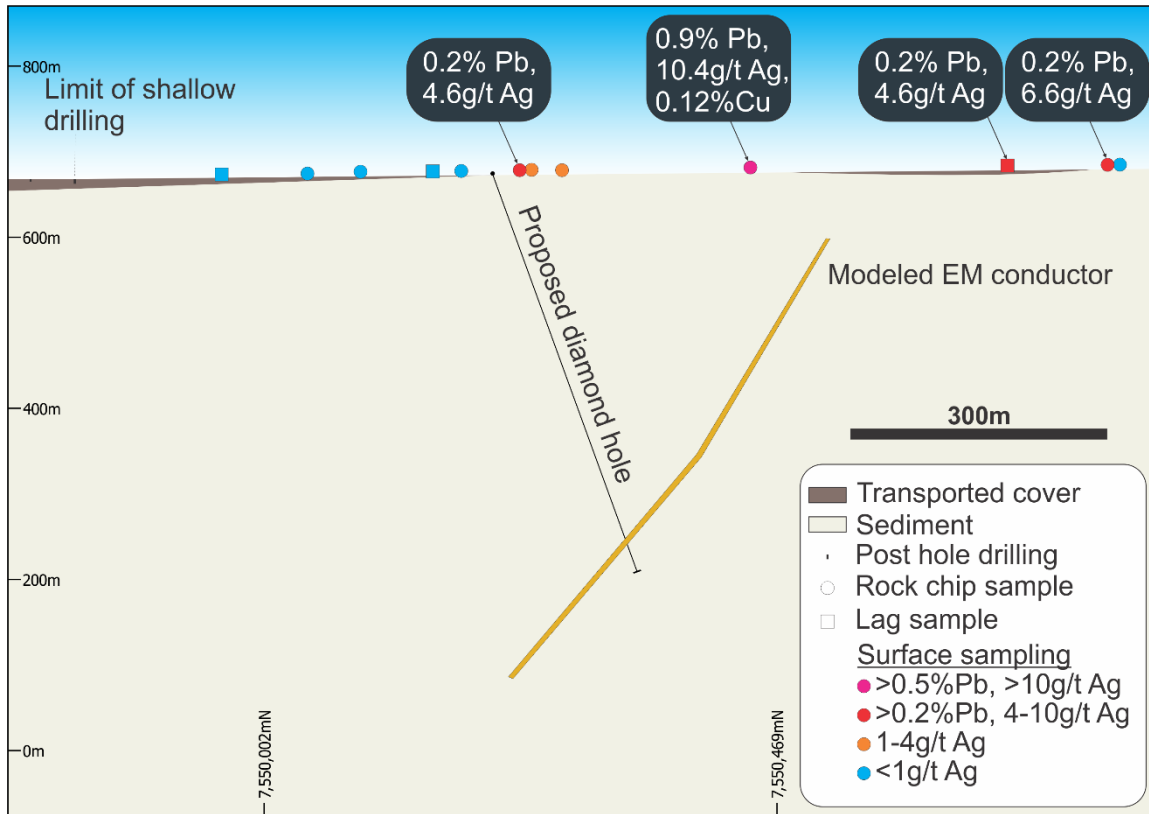 0.2% Pb,
4.6g/t Ag
0.9% Pb,
10.4g/t Ag,
0.12%Cu
0.2% Pb,
4.6g/t Ag
0.2% Pb,
6.6g/t Ag
800m
Limit of shallow
drilling
600m
Proposed diamond hole
Modeled EM conductor
400m
300m
200m
0m
7,550,002mN
7,550,469mN
Transported cover
Sediment
Post hole drilling
Rock chip sample
Lag sample
Surface sampling
>0.5%Pb, >10g/t Ag
>0.2%Pb, 4-10g/t Ag
1-4g/t Ag
<1g/t Ag